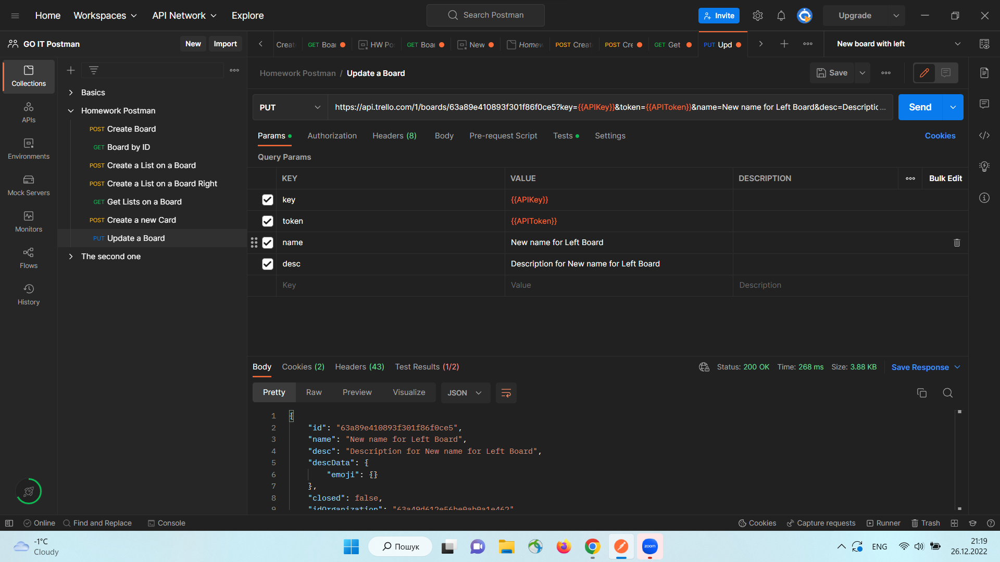 Home
Workspaces
API Network
Explore
Search Postman
Invite
Upgrade
GO IT Postman
New
Import
Creat
GET Boar
HW Po
GET Boar
New
Homew
POST Create
POST Cre
GET Get
PUT Upd
New board with left
Collections
APIs
Environments
Mock Servers
Monitors
Flows
History
Basics
Homework Postman
POST Create Board
GET Board by ID
POST Create a List on a Board
POST Create a List on a Board Right
GET Get Lists on a Board
POST Create a new Card
PUT Update a Board
The second one
Homework Postman / Update a Board
Save
PUT
https://api.trello.com/1/boards/63a89e410893f301f86f0ce5?key={{APIKey}}&token={{APIToken}}&name=New name for Left Board&desc=Descriptic...
Send
Params
Authorization
Headers (8)
Body
Pre-request Script
Tests
Settings
Cookies
Query Params
KEY VALUE DESCRIPTION Bulk Edit
key {{APIKey}}
token {{APIToken}}
name New name for Left Board
desc Description for New name for Left Board
Key Value Description
Body
Cookies (2)
Headers (43)
Test Results (1/2)
Status: 200 OK
Time: 268 ms
Size: 3.88 KB
Save Response
Pretty
Raw
Preview
Visualize
JSON
1 {
2 "id": "63a89e410893f301f86f0ce5",
3 "name": "New name for Left Board",
4 "desc": "Description for New name for Left Board",
5 "descData": {
6 "emoji": {}
7 },
8 "closed": false,
9 "idOrganization": "63a49d612e56be0ab0a1e462"
Online
Find and Replace
Console
Cookies
Capture requests
Runner
Trash
-1°C
Cloudy
Пошук
zoom
ENG
21:19
26.12.2022